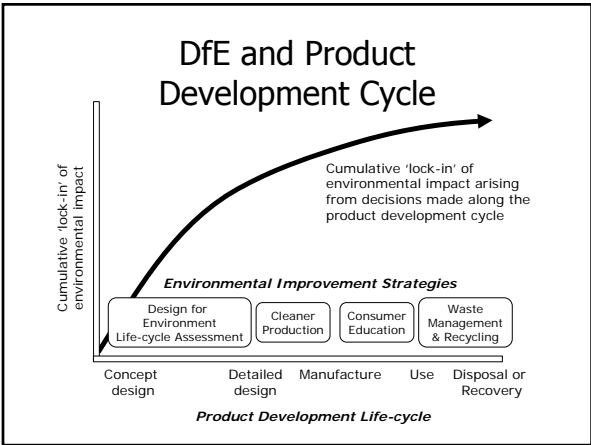 DfE and Product
Development Cycle
Cumulative ‘lock-in’ of
environmental impact
Cumulative ‘lock-in’ of
environmental impact arising
from decisions made along the
product development cycle
Environmental Improvement Strategies
Design for
Environment
Life-cycle Assessment
Cleaner
Production
Consumer
Education
Waste
Management
& Recycling
Concept
design
Detailed
design
Manufacture
Use
Disposal or
Recovery
Product Development Life-cycle